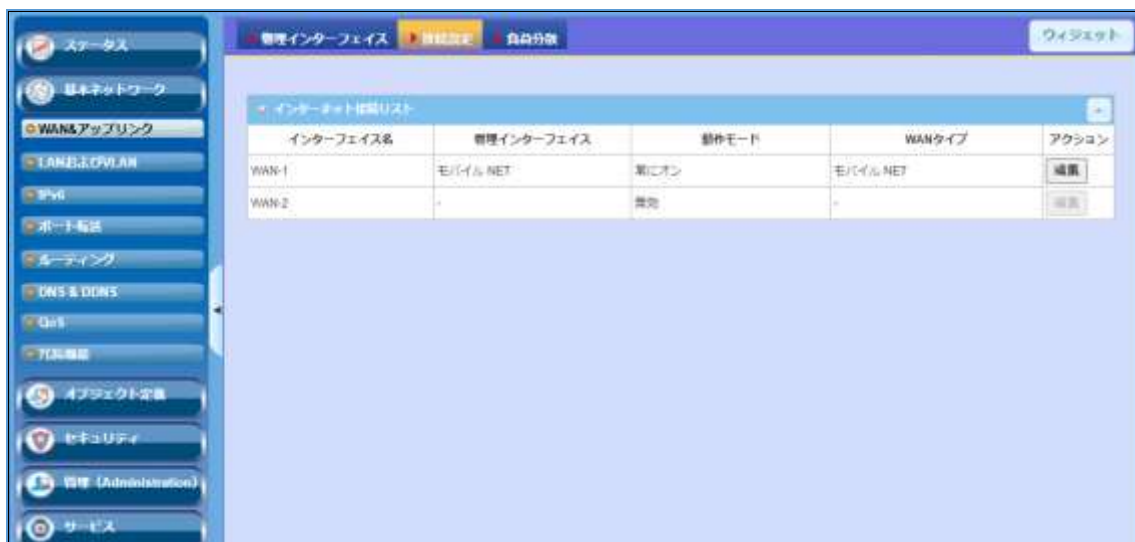 ステータス
物理インターフェイス
接続設定
負荷分散
ウィジェット
基本ネットワーク
WAN&アップリンク
LANおよびVLAN
IPv6
ポート転送
ルーティング
DNS & DDNS
QoS
冗長機能
オブジェクト定義
セキュリティ
管理 (Administration)
サービス
インターネット接続リスト
インターフェイス名 物理インターフェイス 動作モード WANタイプ アクション
WAN-1 モバイル NET 常にオン モバイル NET 編集
WAN-2 - 無効 - 編集